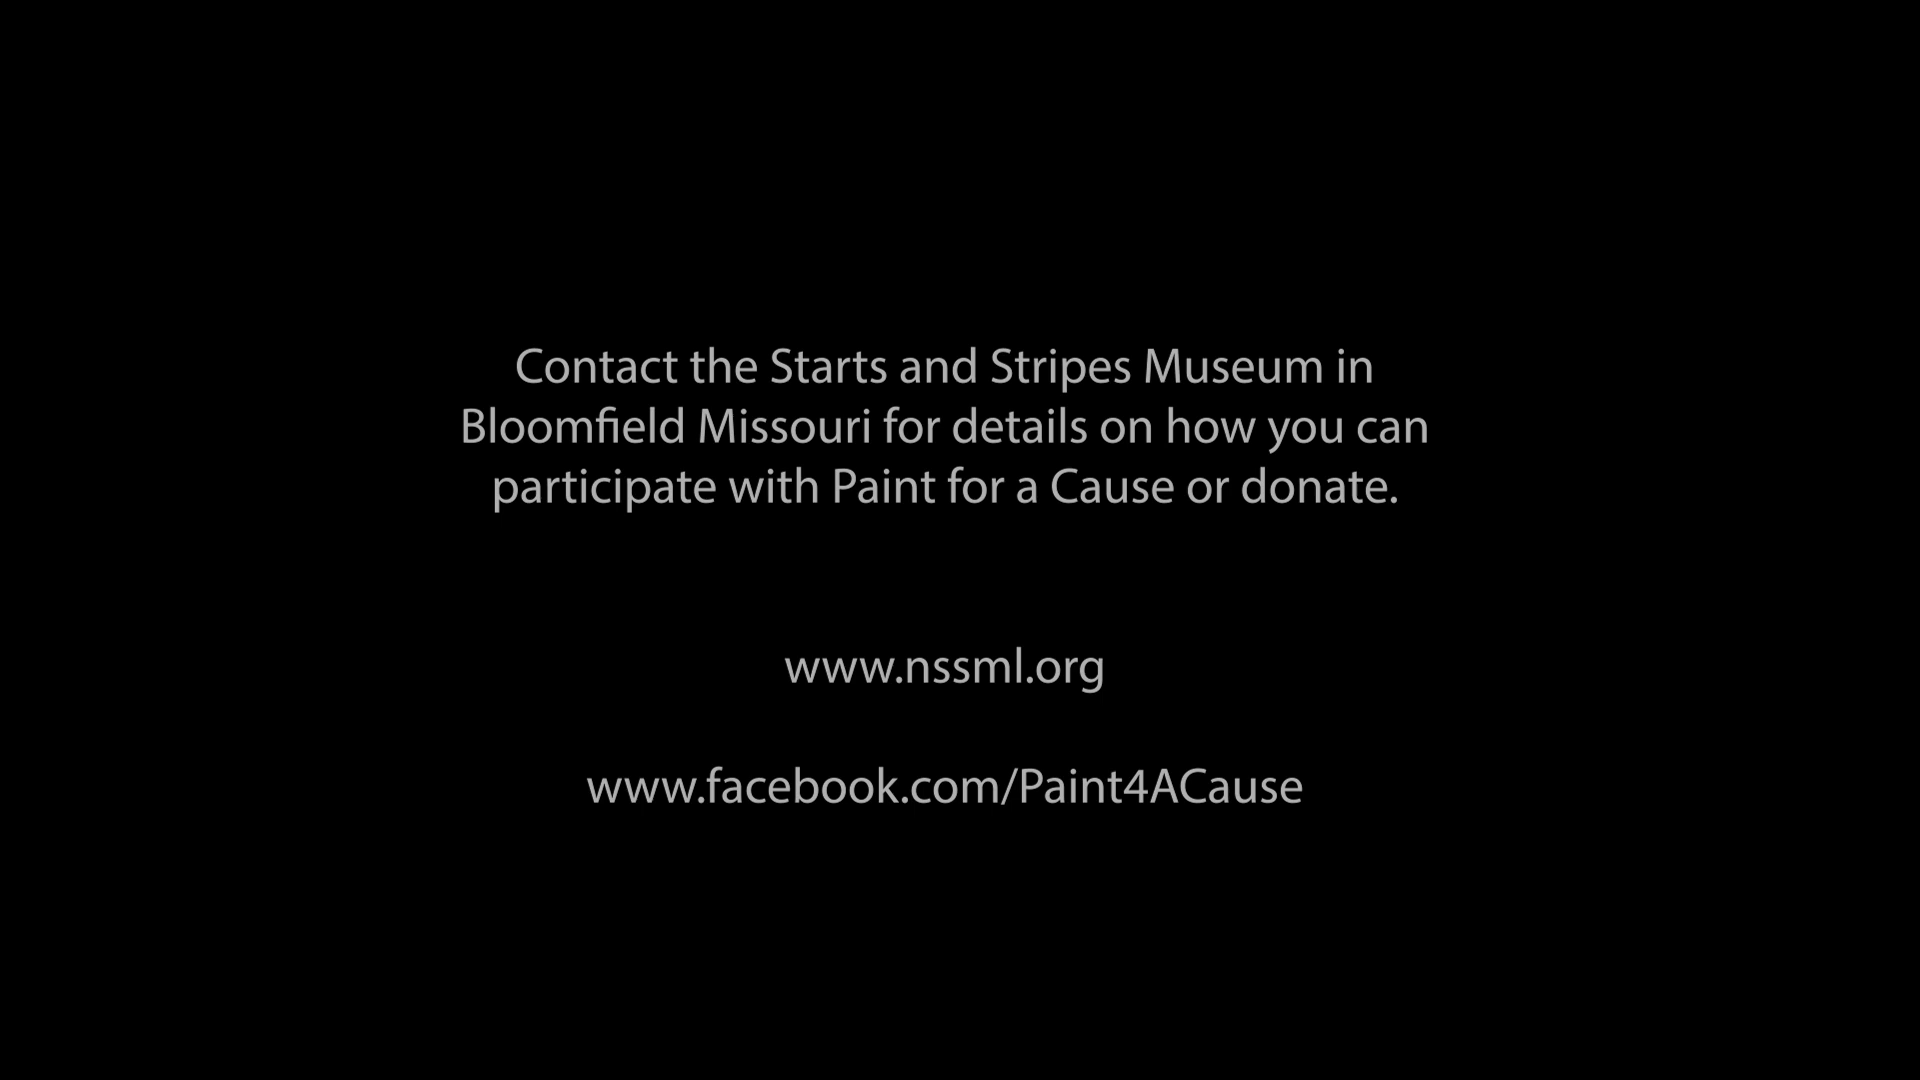 Contact the Starts and Stripes Museum in
Bloomfield Missouri for details on how you can
participate with Paint for a Cause or donate.
www.nssml.org
www.facebook.com/Paint4ACause